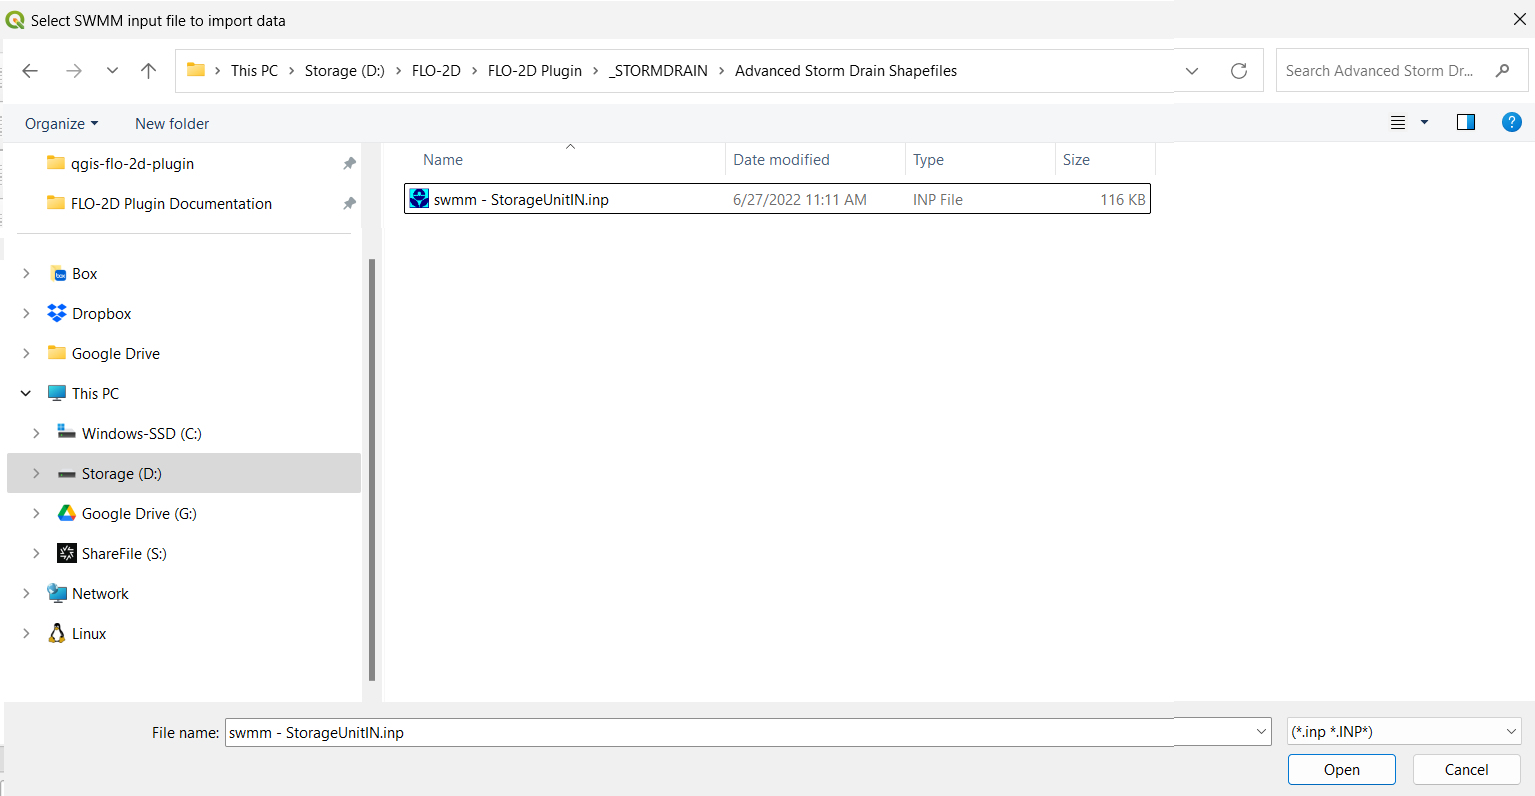 Select SWMM input file to import data
This PC > Storage (D:) > FLO-2D > FLO-2D Plugin > _STORMDRAIN > Advanced Storm Drain Shapefiles
Search Advanced Storm Dr...
Organize
New folder
?
qgis-flo-2d-plugin
FLO-2D Plugin Documentation
Box
Dropbox
Google Drive
This PC
Windows-SSD (C:)
Storage (D:)
Google Drive (G:)
ShareFile (S:)
Network
Linux
Name Date modified Type Size
swmm - StorageUnitIN.inp 6/27/2022 11:11 AM INP File 116 KB
File name: swmm - StorageUnitIN.inp
(*.inp *.INP*)
Open
Cancel